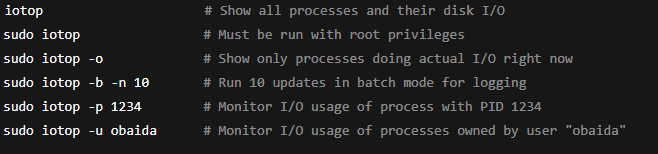 iotop # Show all processes and their disk I/O
sudo iotop # Must be run with root privileges
sudo iotop -o # Show only processes doing actual I/O right now
sudo iotop -b -n 10 # Run 10 updates in batch mode for logging
sudo iotop -p 1234 # Monitor I/O usage of process with PID 1234
sudo iotop -u obaida # Monitor I/O usage of processes owned by user "obaida"